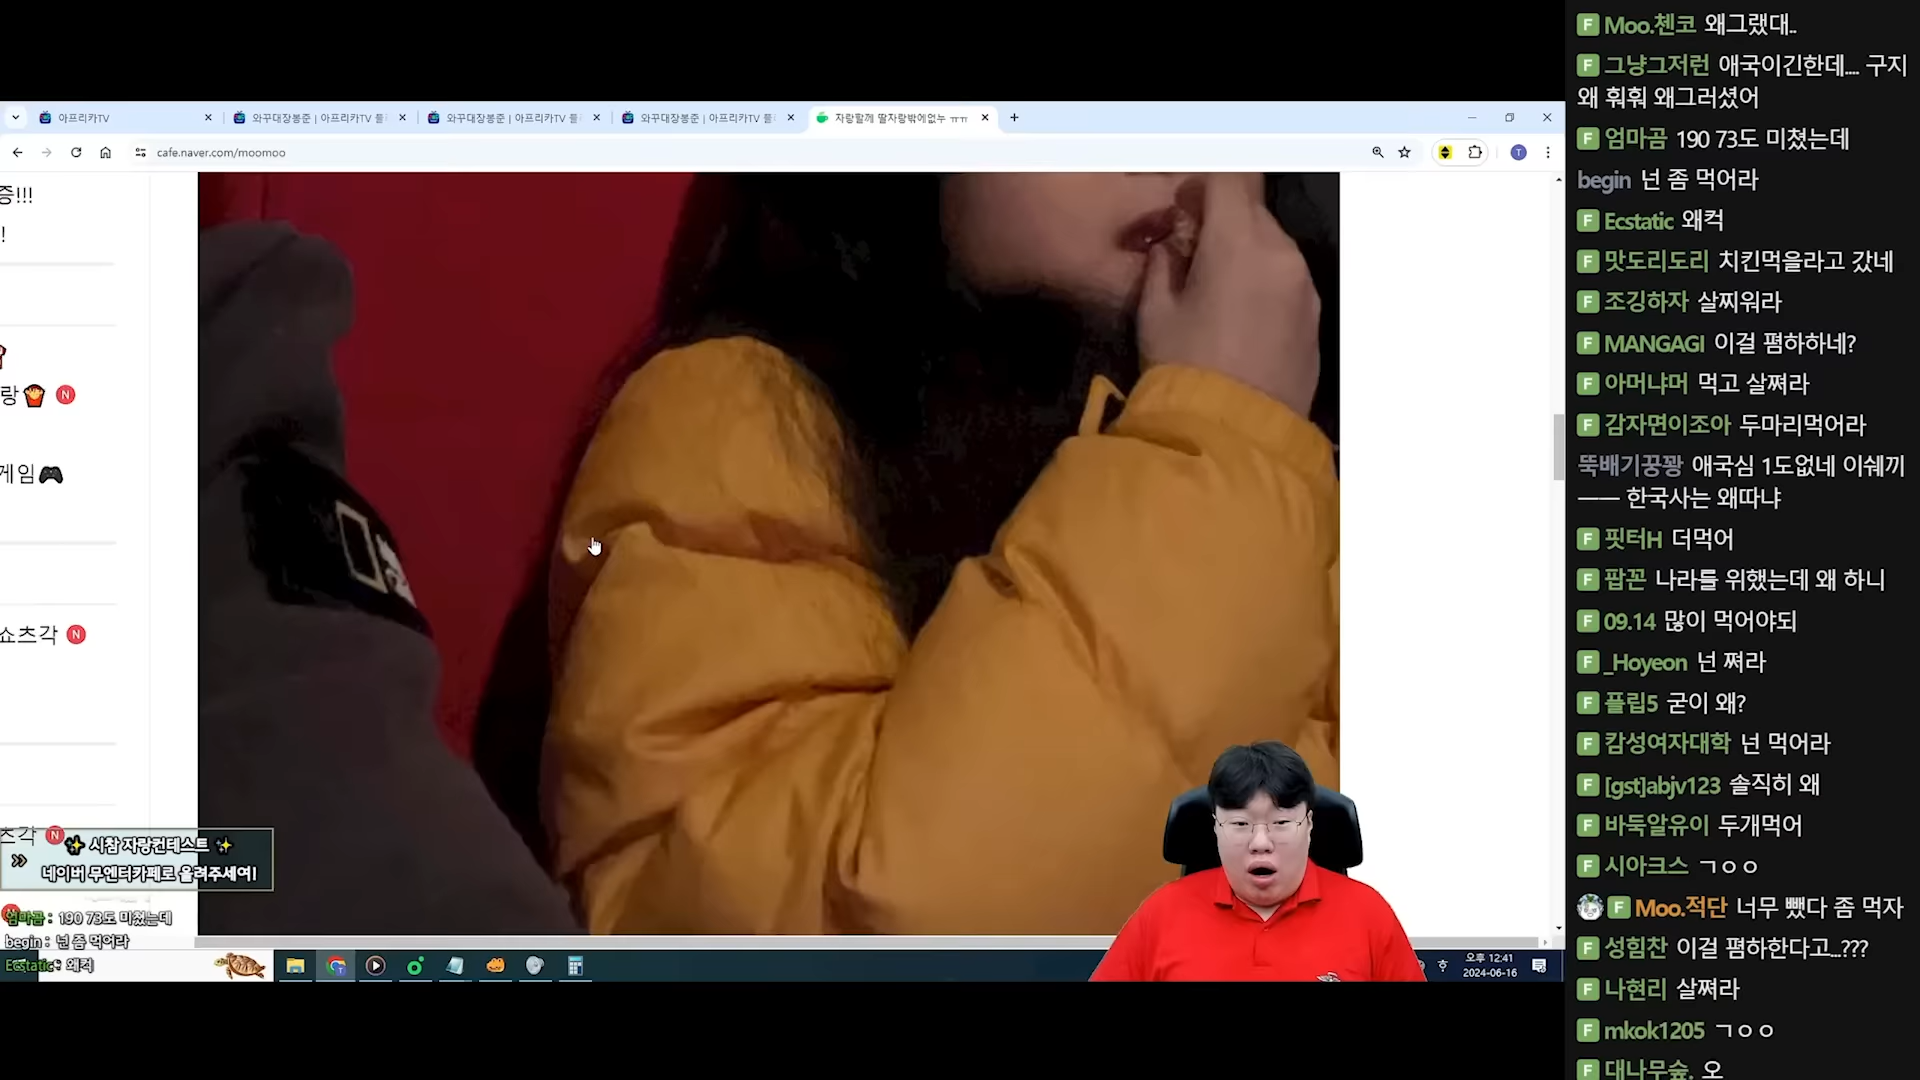 아프리카TV
와꾸대장봉준 | 아프리카TV 플
와꾸대장봉준 | 아프리카TV 플
와꾸대장봉준 | 아프리카TV 플
자랑할께 딸자랑밖에없누 ㅠㅠ
cafe.naver.com/moomoo
증!!!
!
랑
N
게임
쇼츠각
N
츠각
N
시참 자랑컨테스트
네이버 무엔터카페로 올려주세여!
엄마곰 : 190 73도 미쳤는데
begin : 넌 좀 먹어라
Ecstatic : 왜컥
오후 12:41
2024-06-16
T
F Moo.첸코 왜그랬대..
F 그냥그저런 애국이긴한데.... 구지
왜 훠훠 왜그러셨어
F 엄마곰 190 73도 미쳤는데
begin 넌 좀 먹어라
F Ecstatic 왜컥
F 맛도리도리 치킨먹을라고 갔네
F 조깅하자 살찌워라
F MANGAGI 이걸 폄하하네?
F 아머냐머 먹고 살쪄라
F 감자면이조아 두마리먹어라
뚝배기꿍꽝 애국심 1도없네 이쉐끼
ㅡㅡ 한국사는 왜따냐
F 핏터H 더먹어
F 팝꼰 나라를 위했는데 왜 하니
F 09.14 많이 먹어야되
F _Hoyeon 넌 쪄라
F 플립5 굳이 왜?
F 캄성여자대학 넌 먹어라
F [gst]abjv123 솔직히 왜
F 바둑알유이 두개먹어
F 시아크스 ㄱㅇㅇ
F Moo.적단 너무 뺐다 좀 먹자
F 성힘찬 이걸 폄하한다고...???
F 나현리 살쪄라
F mkok1205 ㄱㅇㅇ
F 대나무숲. 오